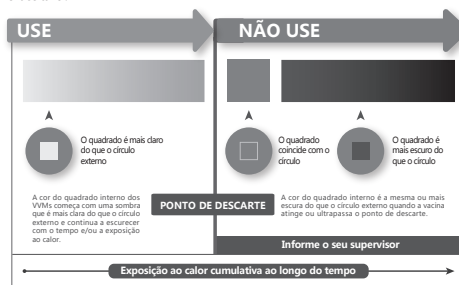 USE
NÃO USE
O quadrado é mais claro
do que o círculo
externo
O quadrado
coincide com o
círculo
O quadrado é
mais escuro do
que o círculo
A cor do quadrado interno dos
VVMs começa com uma sombra
que é mais clara do que o círculo
externo e continua a escurecer
com o tempo e/ou a exposição
ao calor.
PONTO DE DESCARTE
A cor do quadrado interno é a mesma ou mais
escura do que o círculo externo quando a vacina
atinge ou ultrapassa o ponto de descarte.
Informe o seu supervisor
Exposição ao calor cumulativa ao longo do tempo